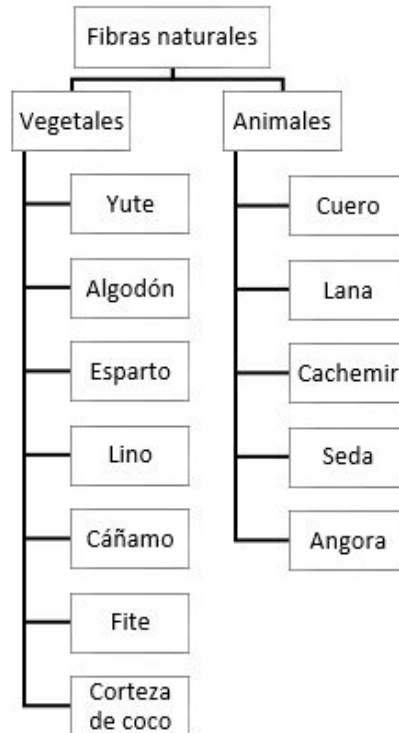 Fibras naturales
Vegetales
Animales
Yute
Algodón
Esparto
Lino
Cáñamo
Fite
Corteza
de coco
Cuero
Lana
Cachemir
Seda
Angora